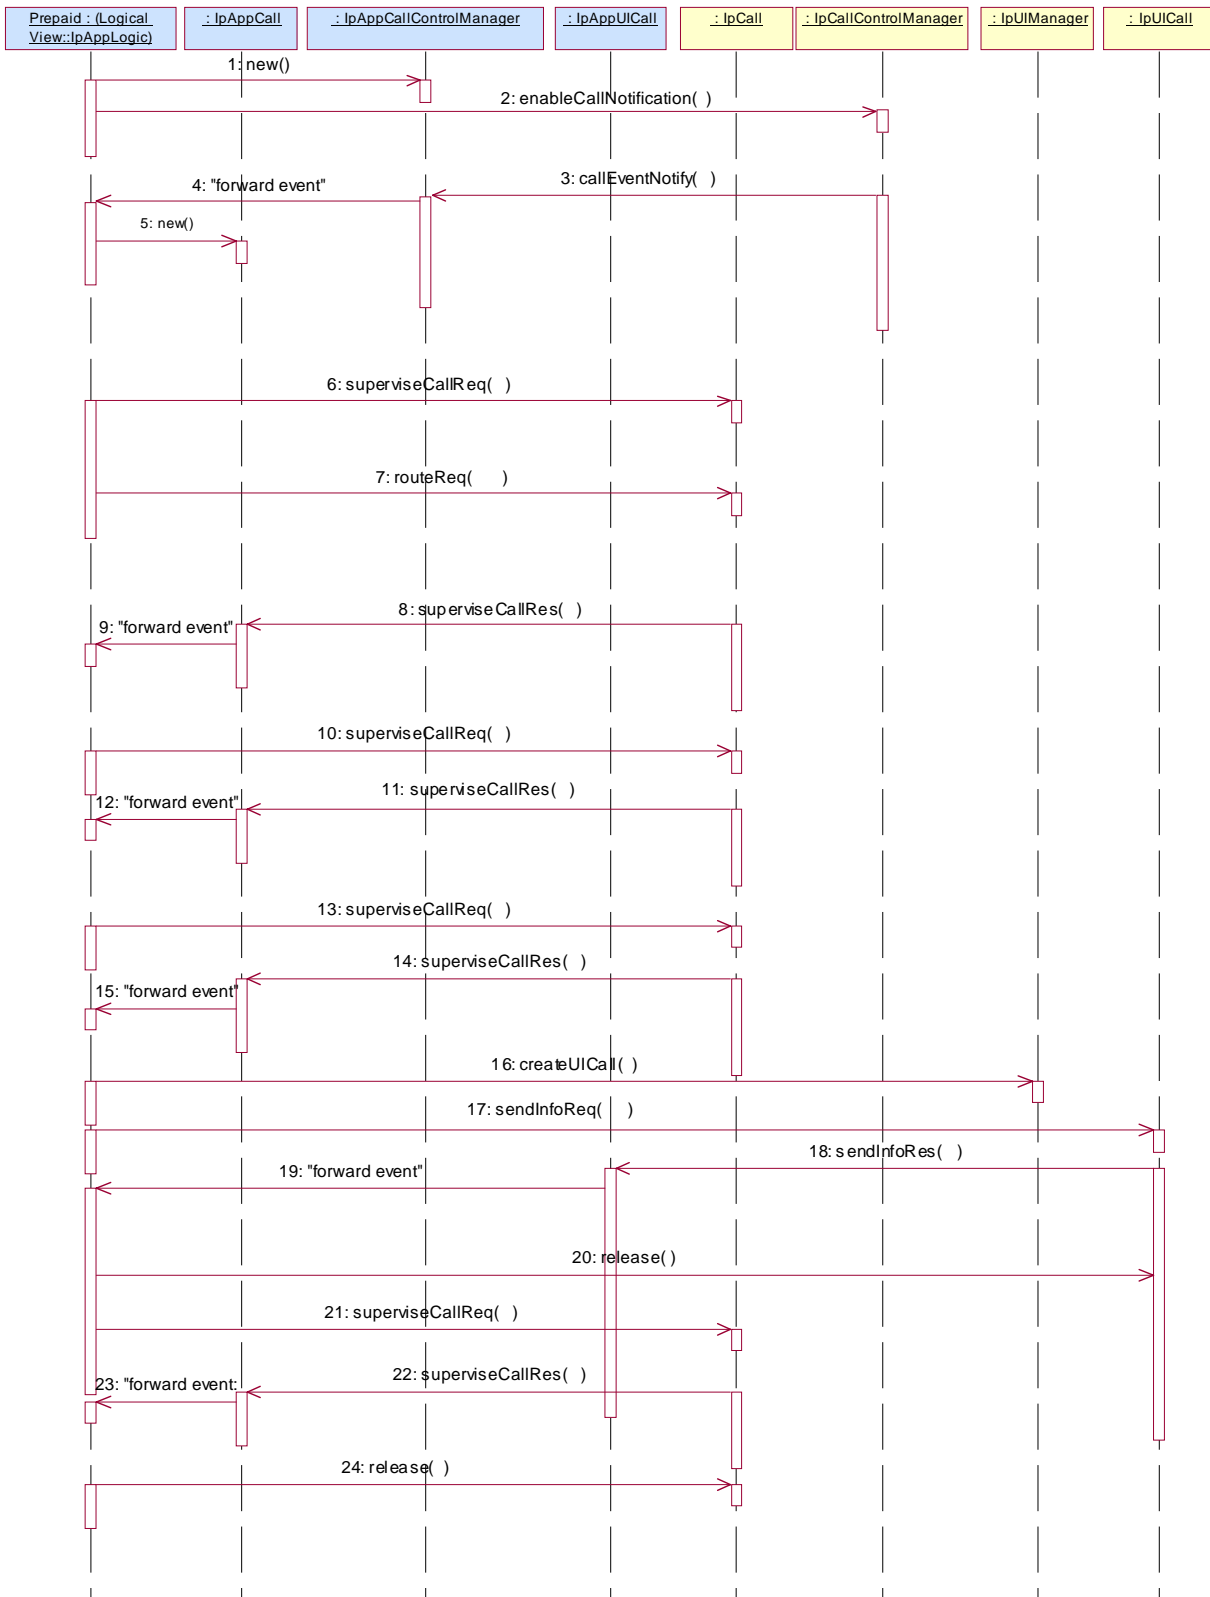 Prepaid : (Logical
View::IpAppLogic)
: IpAppCall
: IpAppCallControlManager
: IpAppUICall
: IpCall
: IpCallControlManager
: IpUIManager
: IpUICall
1: new()
2: enableCallNotification( )
3: callEventNotify( )
4: "forward event"
5: new()
6: superviseCallReq( )
7: routeReq( )
8: superviseCallRes( )
9: "forward event"
10: superviseCallReq( )
11: superviseCallRes( )
12: "forward event"
13: superviseCallReq( )
14: superviseCallRes( )
15: "forward event"
16: createUICall( )
17: sendInfoReq( )
18: sendInfoRes( )
19: "forward event"
20: release( )
21: superviseCallReq( )
22: superviseCallRes( )
23: "forward event:
24: release( )